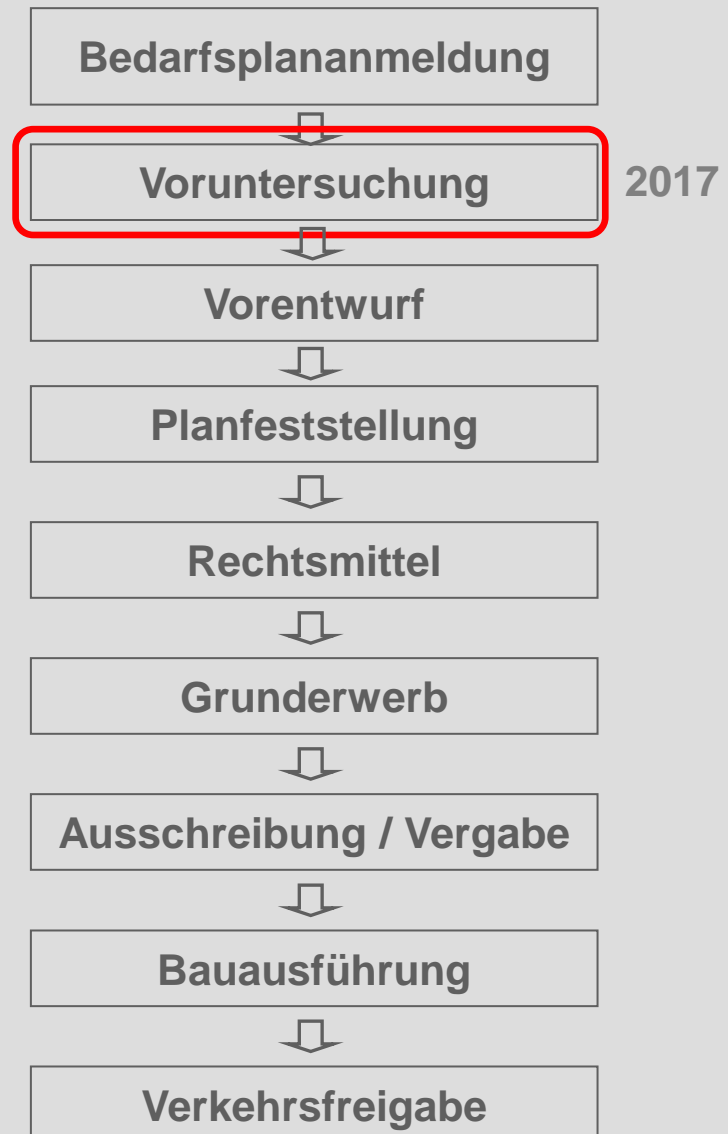 Bedarfsplananmeldung
Voruntersuchung 2017
Vorentwurf
Planfeststellung
Rechtsmittel
Grunderwerb
Ausschreibung / Vergabe
Bauausführung
Verkehrsfreigabe